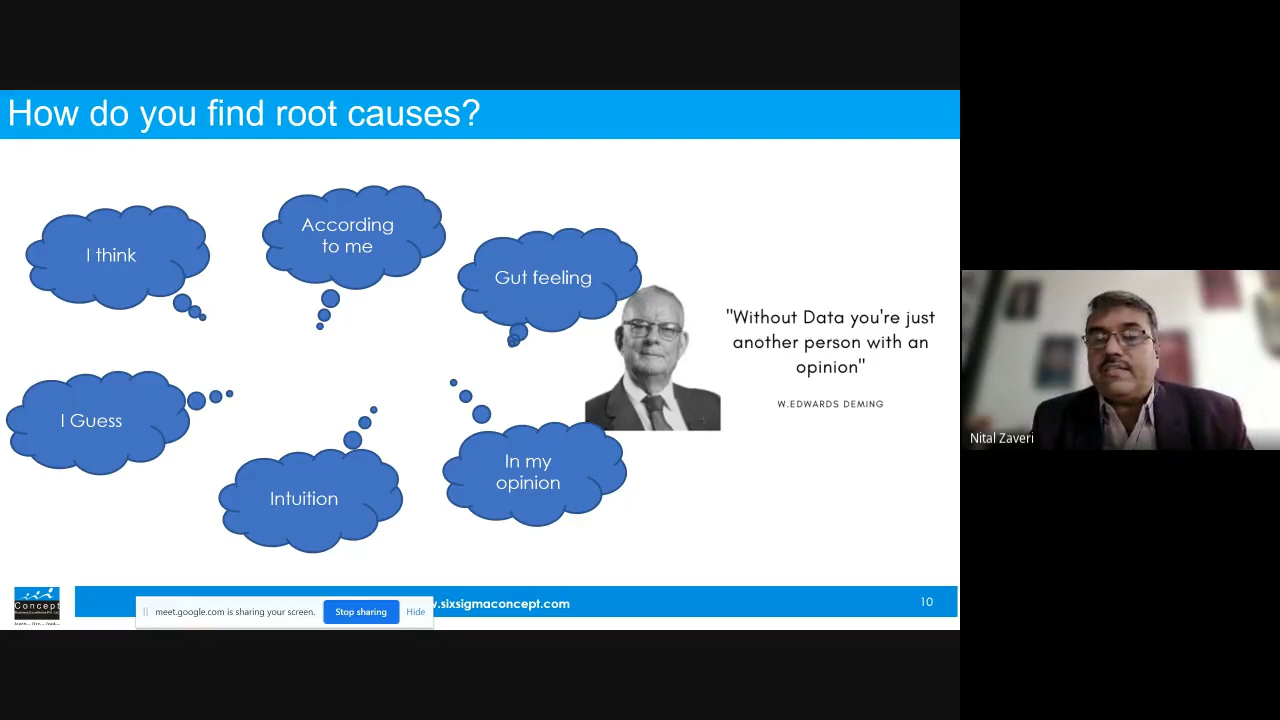 How do you find root causes?
I think
According
to me
Gut feeling
"Without Data you're just
another person with an
opinion"
W.EDWARDS DEMING
I Guess
Intuition
In my
opinion
Nital Zaveri
Concept
meet.google.com is sharing your screen.
Stop sharing
Hide
.sixsigmaconcept.com
10